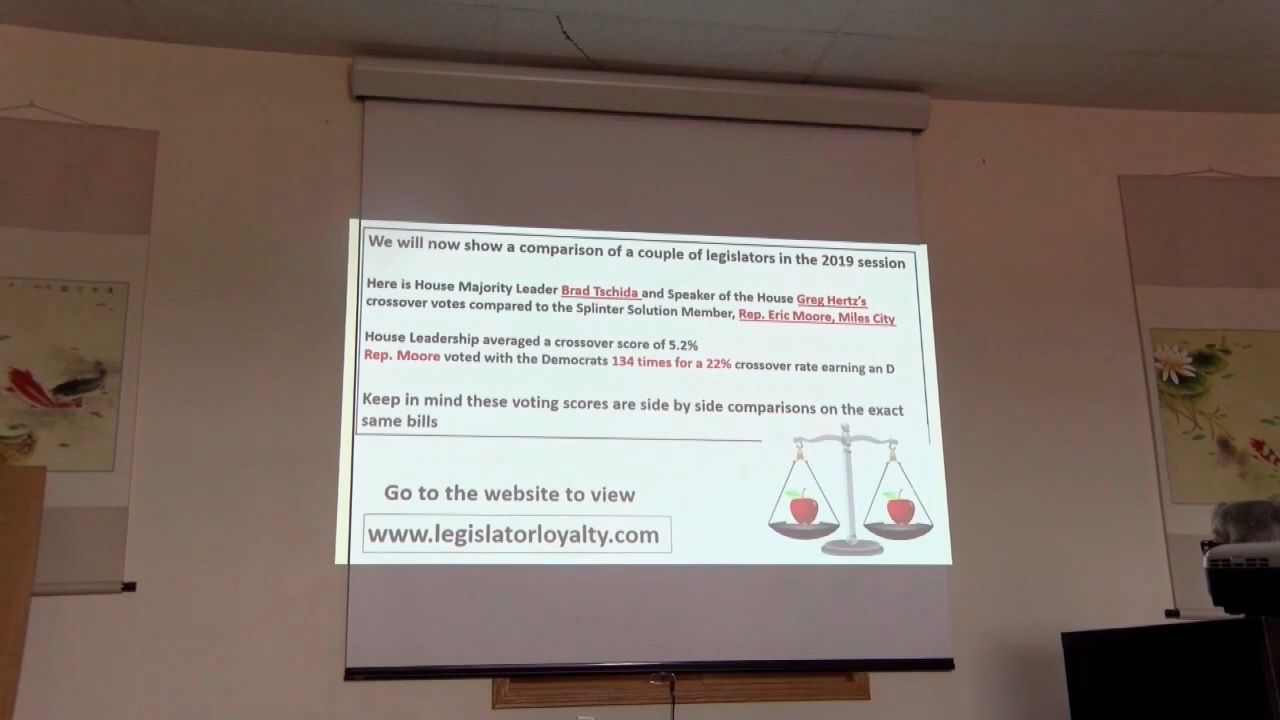 We will now show a comparison of a couple of legislators in the 2019 session
Here is House Majority Leader Brad Tschida and Speaker of the House Greg Hertz's
crossover votes compared to the Splinter Solution Member, Rep. Eric Moore, Miles City
House Leadership averaged a crossover score of 5.2%
Rep. Moore voted with the Democrats 134 times for a 22% crossover rate earning an D
Keep in mind these voting scores are side by side comparisons on the exact
same bills
Go to the website to view
www.legislatorloyalty.com